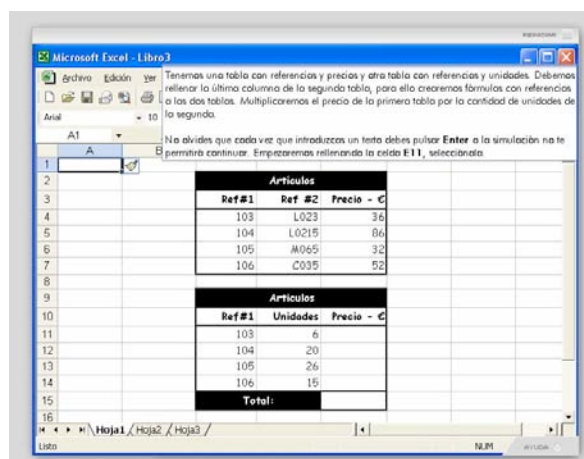 REINICIAR
Microsoft Excel - Libro3
Archivo Edición Ver
Tenemos una tabla con referencias y precios y otra tabla con referencias y unidades. Debemos
rellenar la última columna de la segunda tabla, para ello crearemos fórmulas con referencias
a las dos tablas. Multiplicaremos el precio de la primera tabla por la cantidad de unidades de
la segunda.
Arial 10
No olvides que cada vez que introduzcas un texto debes pulsar Enter o la simulación no te
permitirá continuar. Empezaremos rellenando la celda E11, selecciónala.
A1
A B
1
2 Artículos
3 Ref#1 Ref #2 Precio - €
4 103 L023 36
5 104 L0215 86
6 105 M065 32
7 106 C035 52
8
9 Artículos
10 Ref#1 Unidades Precio - €
11 103 6
12 104 20
13 105 26
14 106 15
15 Total:
16
Hoja1 Hoja2 Hoja3
Listo NUM AYUDA